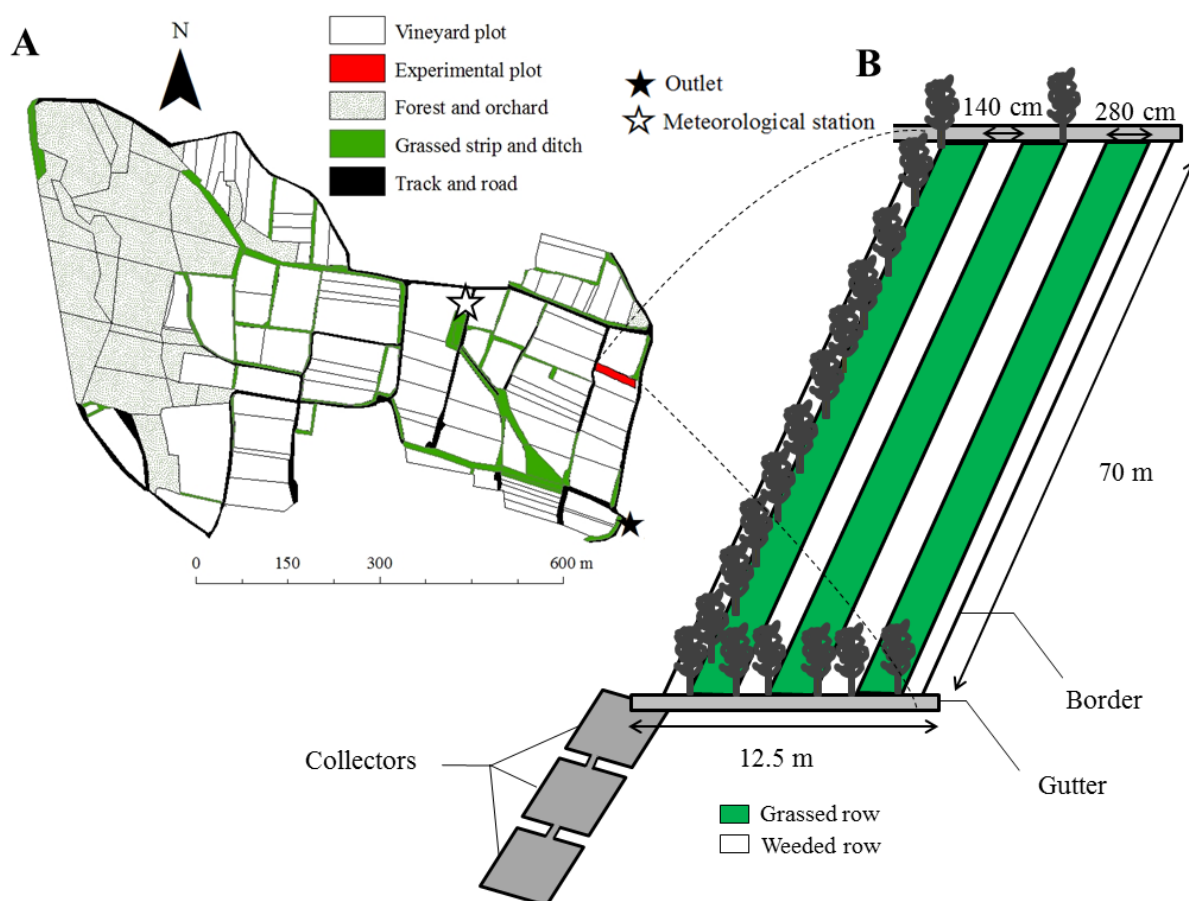 A
N
Vineyard plot
Experimental plot
Forest and orchard
Grassed strip and ditch
Track and road
Outlet
Meteorological station
0 150 300 600 m
B
140 cm
280 cm
70 m
Border
12.5 m
Gutter
Collectors
Grassed row
Weeded row